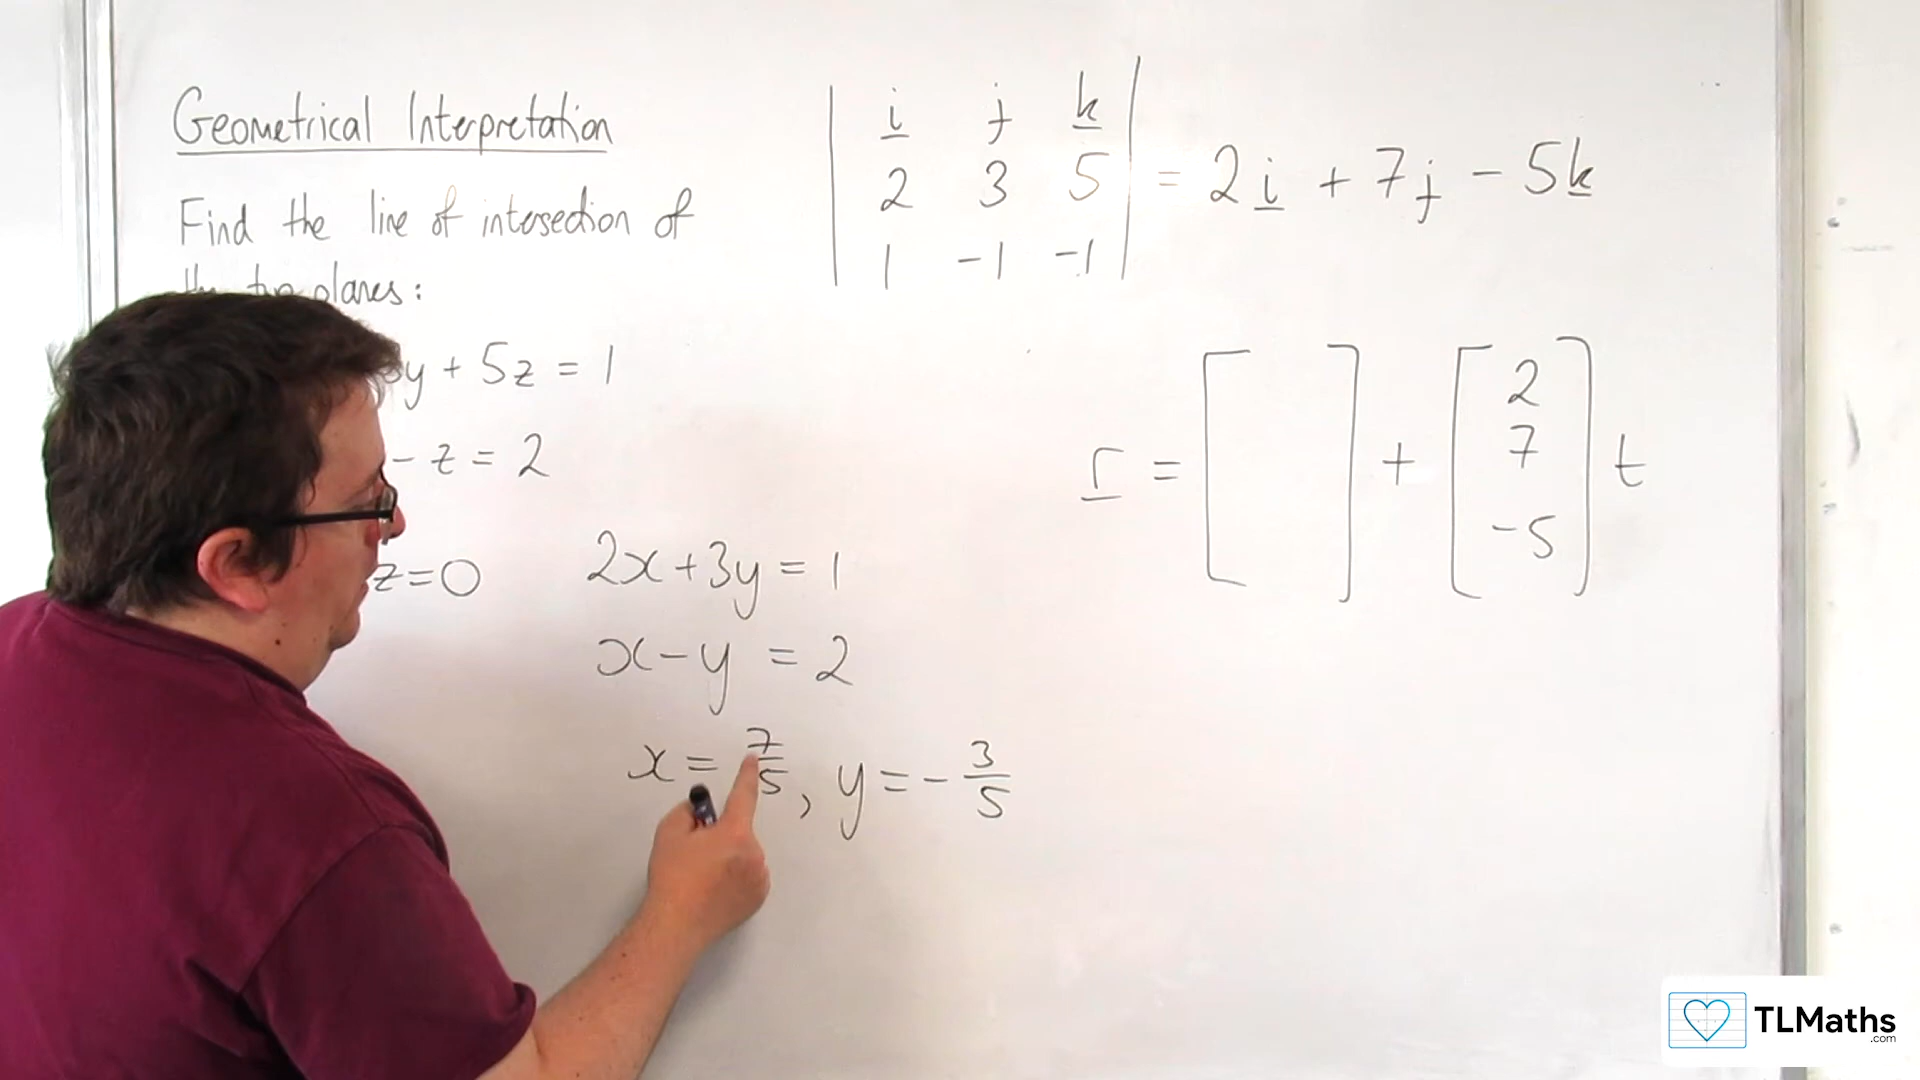 Geometrical Interpretation
Find the line of intersection of
the two planes:
3y + 5z = 1
- z = 2
z=0
2x+3y = 1
x-y = 2
x = 7/5, y = -3/5
| i j k |
| 2 3 5 | = 2i + 7j - 5k
| 1 -1 -1 |
r = [ ] + [ 2
7
-5 ] t
TLMaths
.com